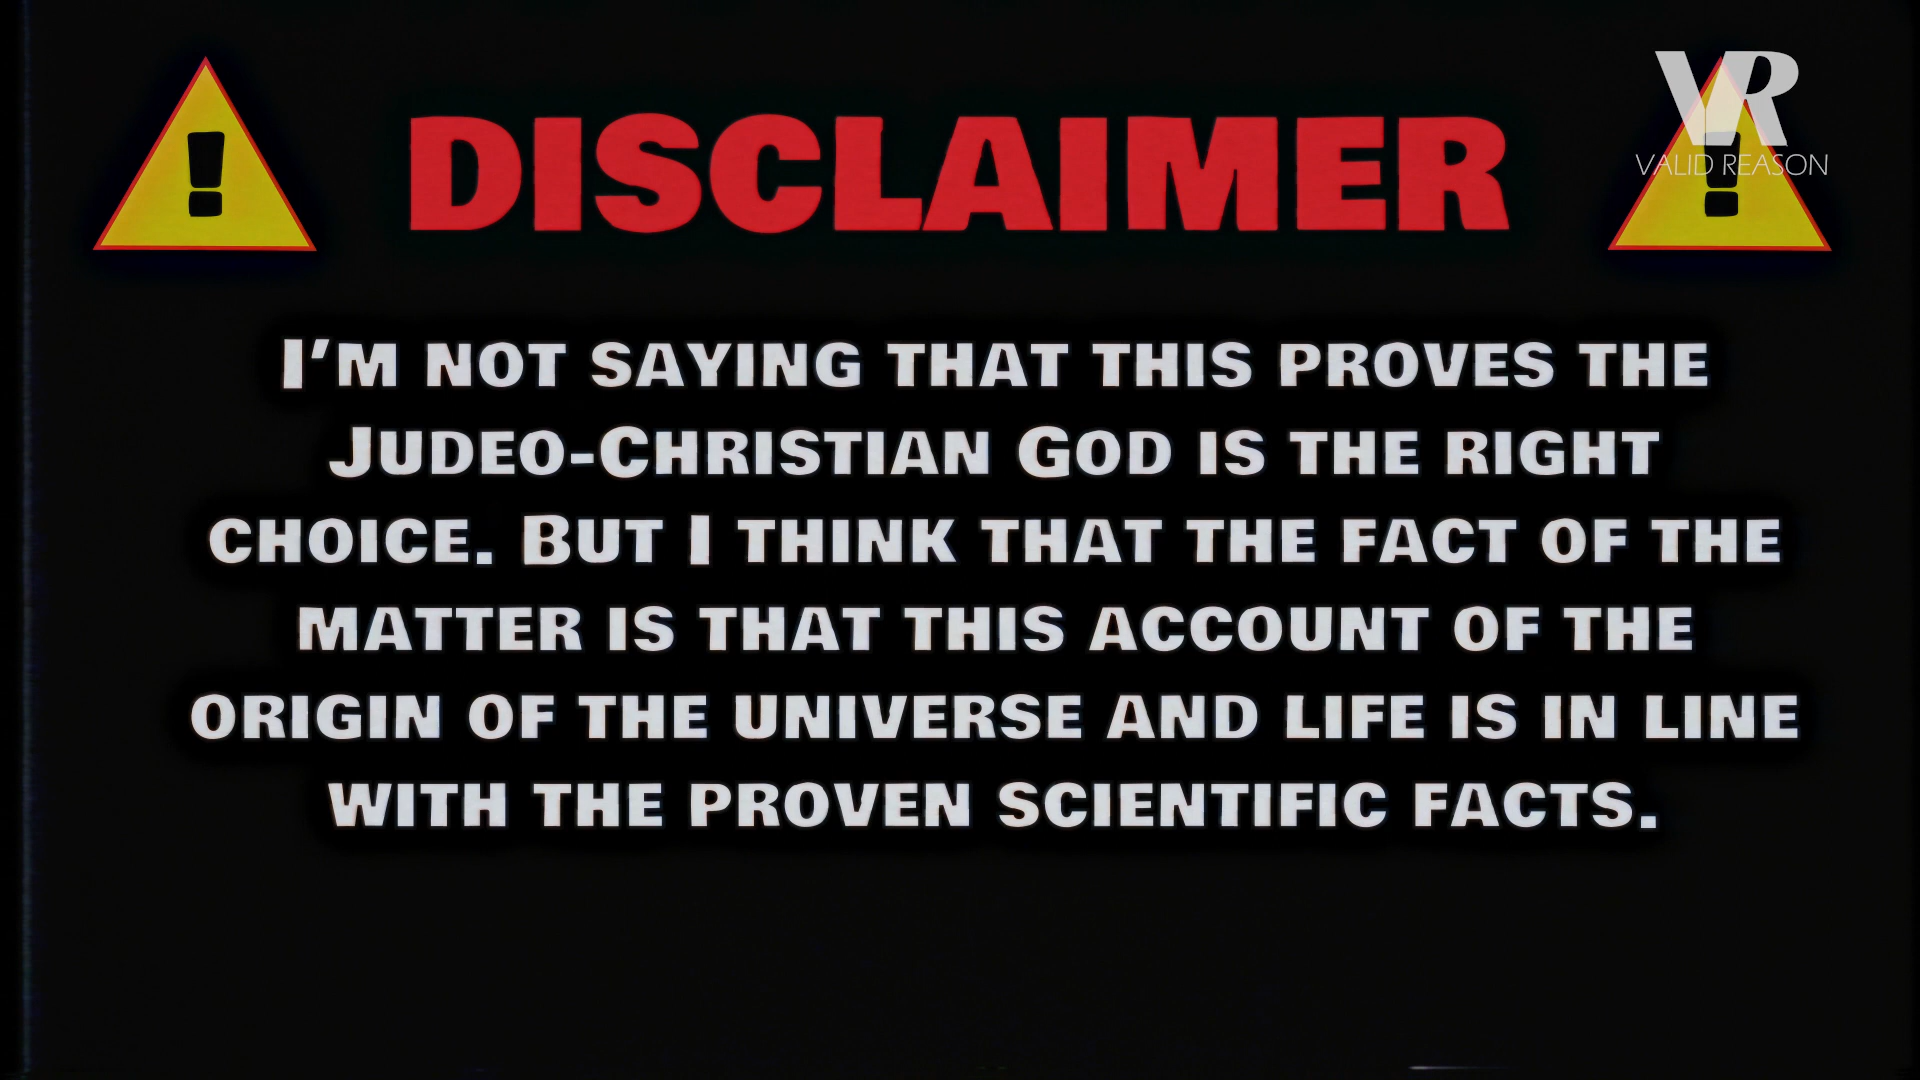 DISCLAIMER
VR
VALID REASON
I'M NOT SAYING THAT THIS PROVES THE
JUDEO-CHRISTIAN GOD IS THE RIGHT
CHOICE. BUT I THINK THAT THE FACT OF THE
MATTER IS THAT THIS ACCOUNT OF THE
ORIGIN OF THE UNIVERSE AND LIFE IS IN LINE
WITH THE PROVEN SCIENTIFIC FACTS.